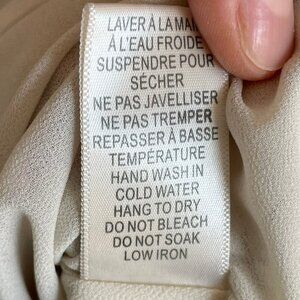 LAVER À LA MAIN
À L'EAU FROIDE
SUSPENDRE POUR
SÉCHER
NE PAS JAVELLISER
NE PAS TREMPER
REPASSER À BASSE
TEMPÉRATURE
HAND WASH IN
COLD WATER
HANG TO DRY
DO NOT BLEACH
DO NOT SOAK
LOW IRON